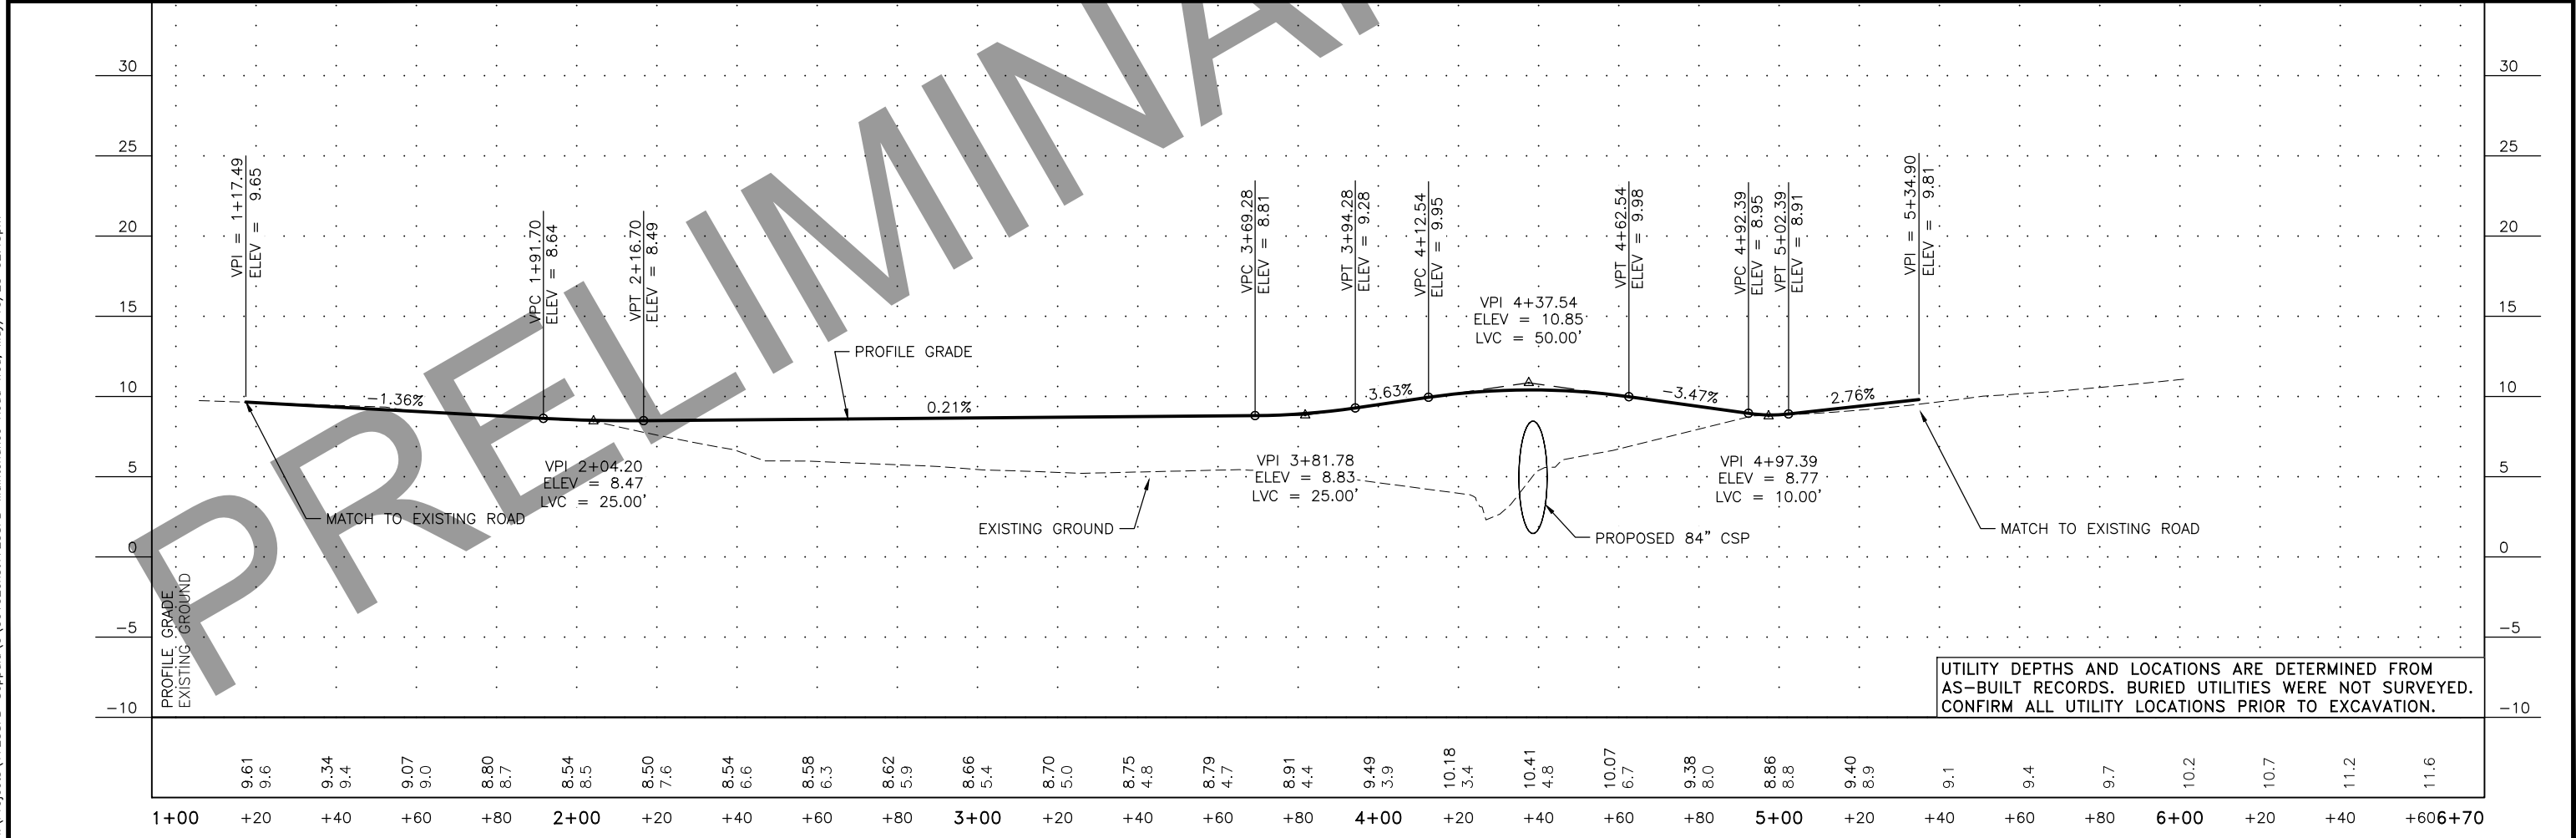 PRELIMINAR
30 30
25 25
20 20
15 15
10 10
5 5
0 0
-5 -5
-10 -10
VPI = 1+17.49
ELEV = 9.65
VPC 1+91.70
ELEV = 8.64
VPT 2+16.70
ELEV = 8.49
VPC 3+69.28
ELEV = 8.81
VPT 3+94.28
ELEV = 9.28
VPC 4+12.54
ELEV = 9.95
VPT 4+62.54
ELEV = 9.98
VPC 4+92.39
ELEV = 8.95
VPT 5+02.39
ELEV = 8.91
VPI = 5+34.90
ELEV = 9.81
VPI 4+37.54
ELEV = 10.85
LVC = 50.00'
PROFILE GRADE
-1.36%
0.21%
3.63%
-3.47%
2.76%
VPI 2+04.20
ELEV = 8.47
LVC = 25.00'
VPI 3+81.78
ELEV = 8.83
LVC = 25.00'
VPI 4+97.39
ELEV = 8.77
LVC = 10.00'
MATCH TO EXISTING ROAD
EXISTING GROUND
PROPOSED 84" CSP
MATCH TO EXISTING ROAD
PROFILE GRADE
EXISTING GROUND
UTILITY DEPTHS AND LOCATIONS ARE DETERMINED FROM
AS-BUILT RECORDS. BURIED UTILITIES WERE NOT SURVEYED.
CONFIRM ALL UTILITY LOCATIONS PRIOR TO EXCAVATION.
9.61 9.34 9.07 8.80 8.54 8.50 8.54 8.58 8.62 8.66 8.70 8.75 8.79 8.91 9.49 10.18 10.41 10.07 9.38 8.86 9.40
9.6 9.4 9.0 8.7 8.5 7.6 6.6 6.3 5.9 5.4 5.0 4.8 4.7 4.4 3.9 3.4 4.8 6.7 8.0 8.8 8.9 9.1 9.4 9.7 10.2 10.7 11.2 11.6
1+00 +20 +40 +60 +80 2+00 +20 +40 +60 +80 3+00 +20 +40 +60 +80 4+00 +20 +40 +60 +80 5+00 +20 +40 +60 +80 6+00 +20 +40 +60 6+70